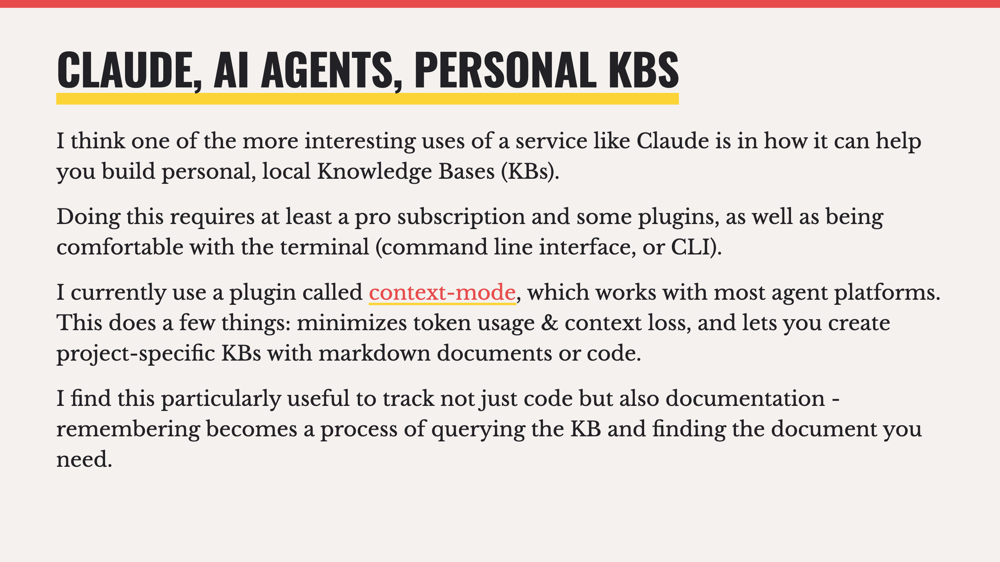 CLAUDE, AI AGENTS, PERSONAL KBS
I think one of the more interesting uses of a service like Claude is in how it can help
you build personal, local Knowledge Bases (KBs).
Doing this requires at least a pro subscription and some plugins, as well as being
comfortable with the terminal (command line interface, or CLI).
I currently use a plugin called context-mode, which works with most agent platforms.
This does a few things: minimizes token usage & context loss, and lets you create
project-specific KBs with markdown documents or code.
I find this particularly useful to track not just code but also documentation -
remembering becomes a process of querying the KB and finding the document you
need.